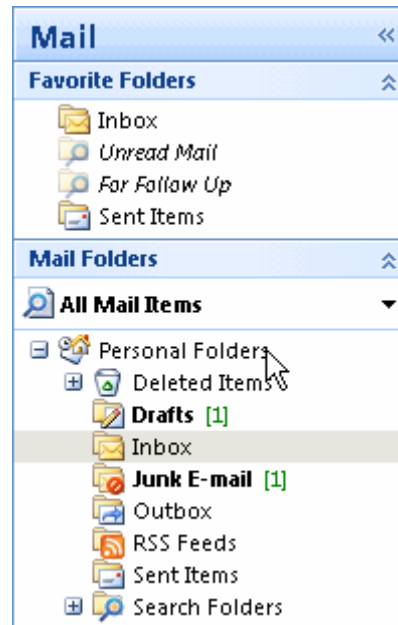 Mail
Favorite Folders
Inbox
Unread Mail
For Follow Up
Sent Items
Mail Folders
All Mail Items
Personal Folders
Deleted Items
Drafts [1]
Inbox
Junk E-mail [1]
Outbox
RSS Feeds
Sent Items
Search Folders